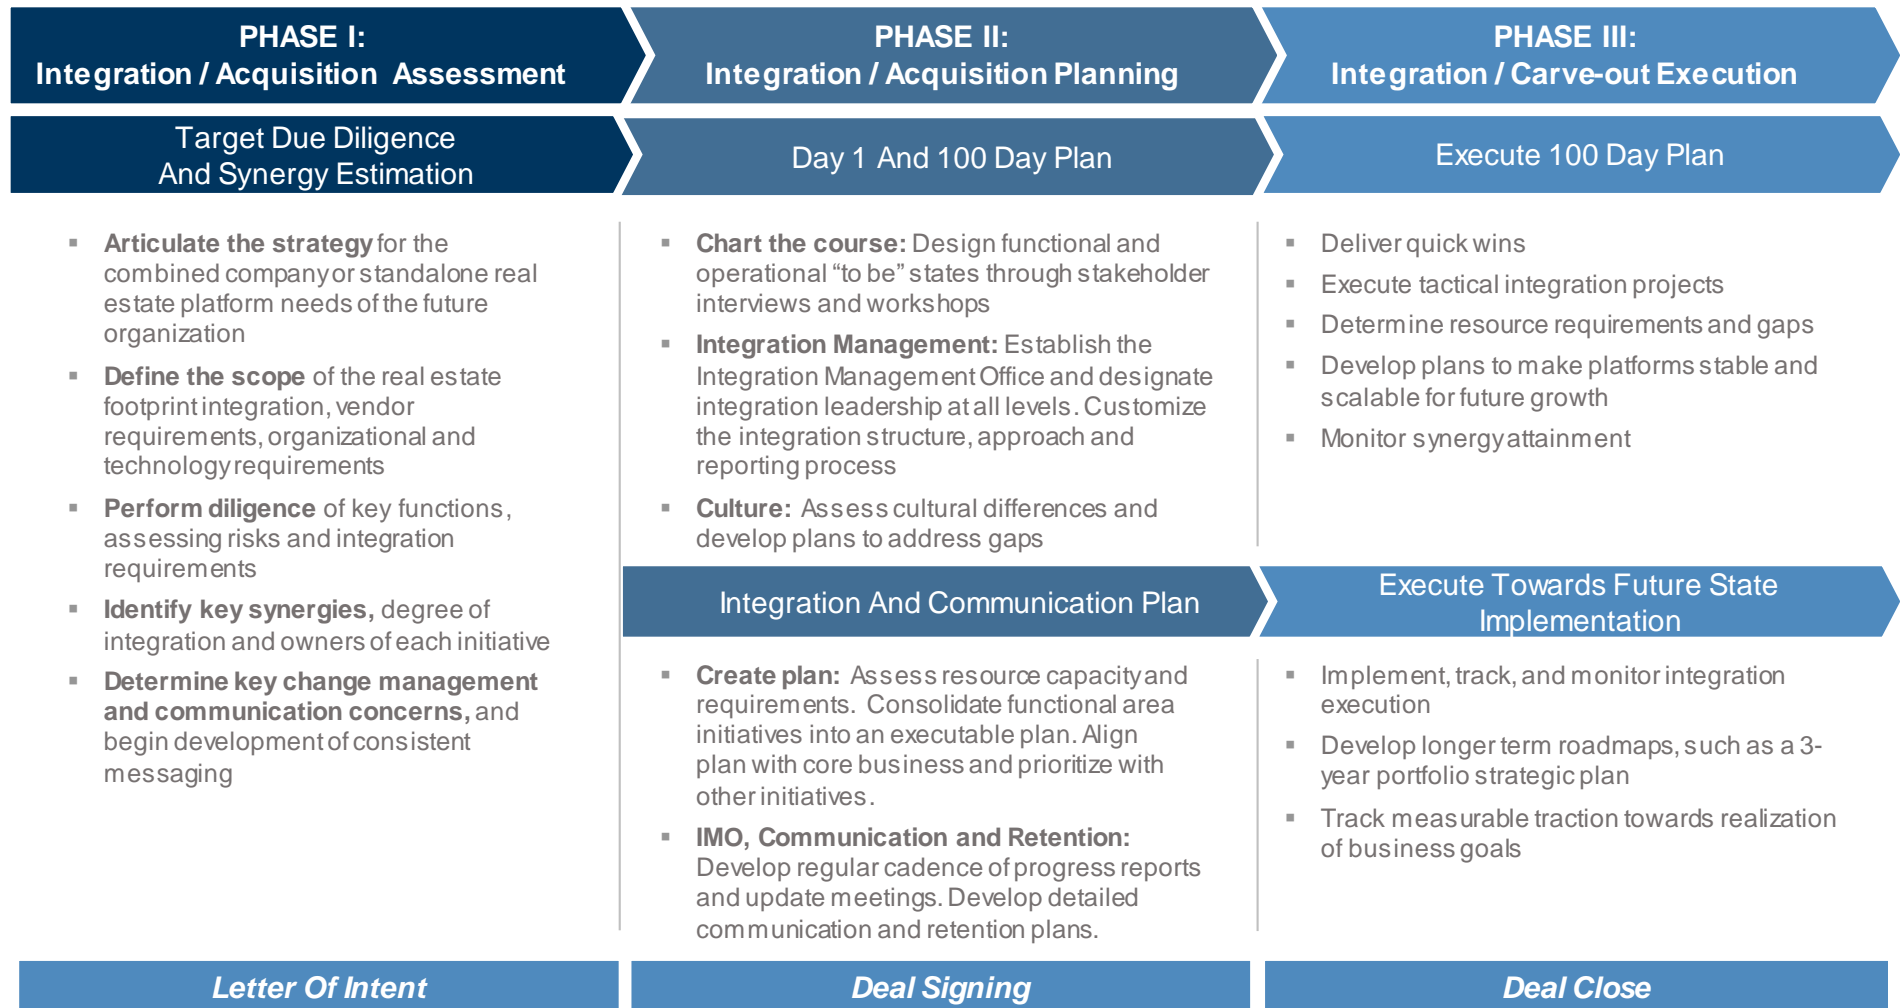 PHASE I:
Integration / Acquisition Assessment
PHASE II:
Integration / Acquisition Planning
PHASE III:
Integration / Carve-out Execution
Target Due Diligence
And Synergy Estimation
Day 1 And 100 Day Plan
Execute 100 Day Plan
▪ Articulate the strategy for the
combined company or standalone real
estate platform needs of the future
organization
▪ Define the scope of the real estate
footprint integration, vendor
requirements, organizational and
technology requirements
▪ Perform diligence of key functions,
assessing risks and integration
requirements
▪ Identify key synergies, degree of
integration and owners of each initiative
▪ Determine key change management
and communication concerns, and
begin development of consistent
messaging
▪ Chart the course: Design functional and
operational “to be” states through stakeholder
interviews and workshops
▪ Integration Management: Establish the
Integration Management Office and designate
integration leadership at all levels. Customize
the integration structure, approach and
reporting process
▪ Culture: Assess cultural differences and
develop plans to address gaps
Integration And Communication Plan
▪ Create plan: Assess resource capacity and
requirements. Consolidate functional area
initiatives into an executable plan. Align
plan with core business and prioritize with
other initiatives.
▪ IMO, Communication and Retention:
Develop regular cadence of progress reports
and update meetings. Develop detailed
communication and retention plans.
▪ Deliver quick wins
▪ Execute tactical integration projects
▪ Determine resource requirements and gaps
▪ Develop plans to make platforms stable and
scalable for future growth
▪ Monitor synergy attainment
Execute Towards Future State
Implementation
▪ Implement, track, and monitor integration
execution
▪ Develop longer term roadmaps, such as a 3-
year portfolio strategic plan
▪ Track measurable traction towards realization
of business goals
Letter Of Intent
Deal Signing
Deal Close